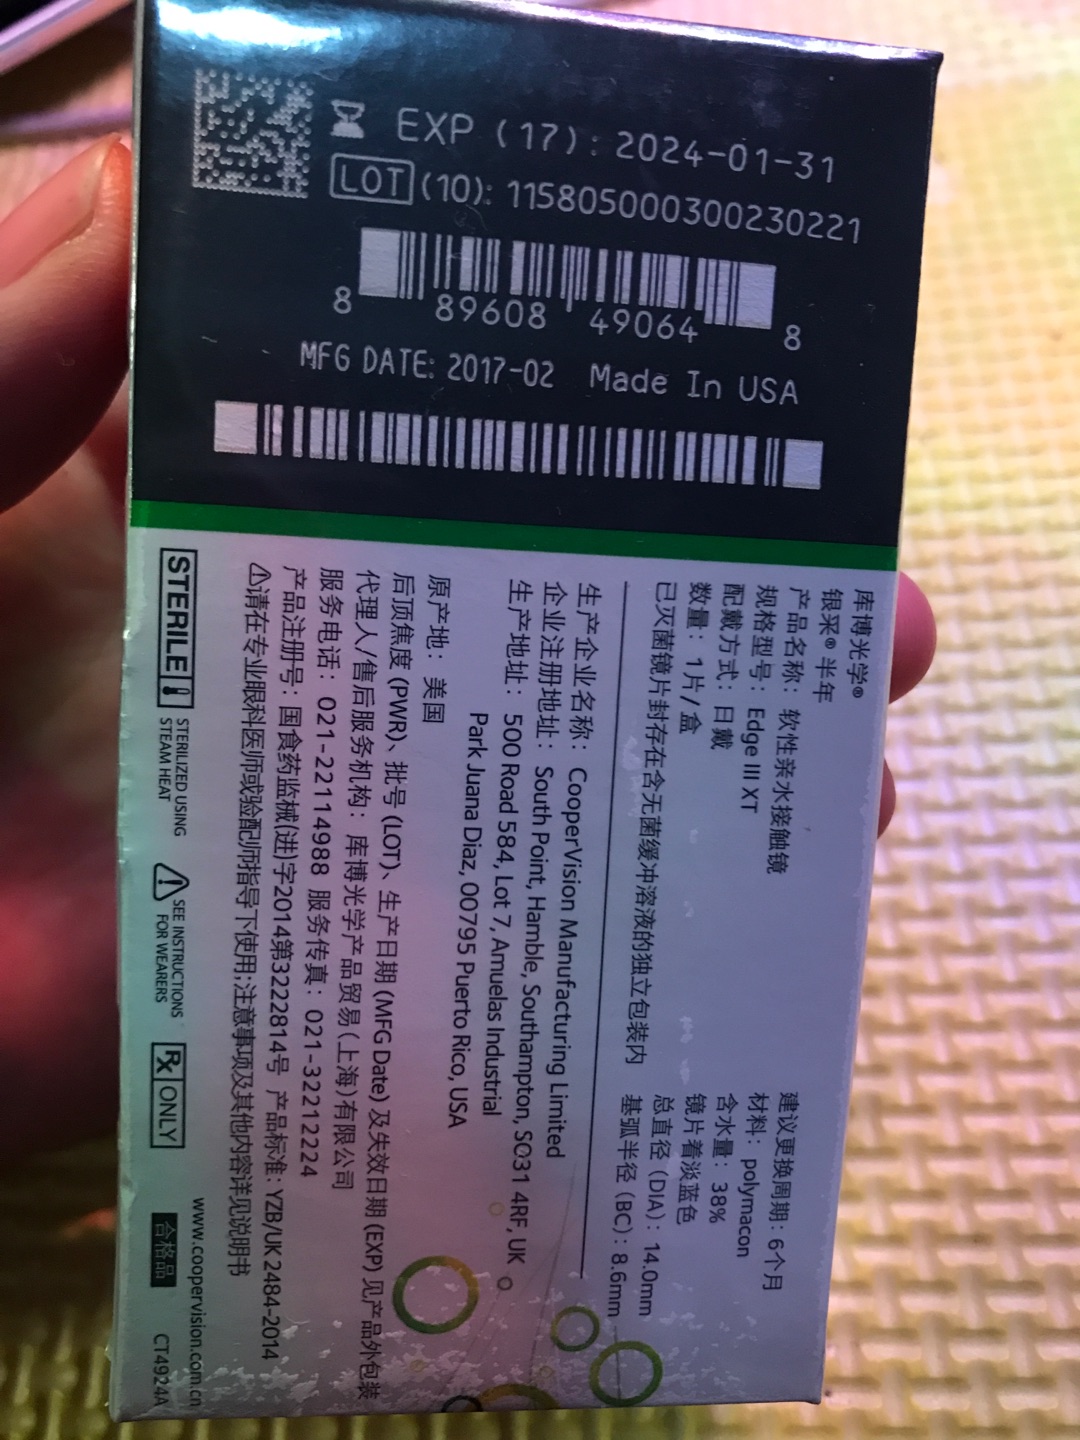 EXP (17): 2024-01-31
LOT (10): 115805000300230221
8 89608 49064 8
MFG DATE: 2017-02 Made In USA
库博光学®
银采®半年
产品名称：软性亲水接触镜
规格型号：Edge III XT
配戴方式：日戴
数量：1片/盒
已灭菌镜片封存在含无菌缓冲溶液的独立包装内
建议更换周期：6个月
材料：polymacon
含水量：38%
镜片着淡蓝色
总直径 (DIA)：14.0mm
基弧半径 (BC)：8.6mm
生产企业名称：CooperVision Manufacturing Limited
企业注册地址：South Point, Hamble, Southampton, SO31 4RF, UK
生产地址：500 Road 584, Lot 7, Amuelas Industrial
Park Juana Diaz, 00795 Puerto Rico, USA
原产地：美国
后顶焦度 (PWR)、批号 (LOT)、生产日期 (MFG Date) 及失效日期 (EXP) 见产品外包装
代理人/售后服务机构：库博光学产品贸易(上海)有限公司
服务电话：021-22114988 服务传真：021-32212224
产品注册号：国食药监械(进)字2014第3222814号 产品标准：YZB/UK 2484-2014
⚠请在专业眼科医师或验配师指导下使用;注意事项及其他内容详见说明书
www.coopervision.com.cn
STERILE
STERILIZED USING
STEAM HEAT
SEE INSTRUCTIONS
FOR WEARERS
Rx ONLY
合格品
CT4924A